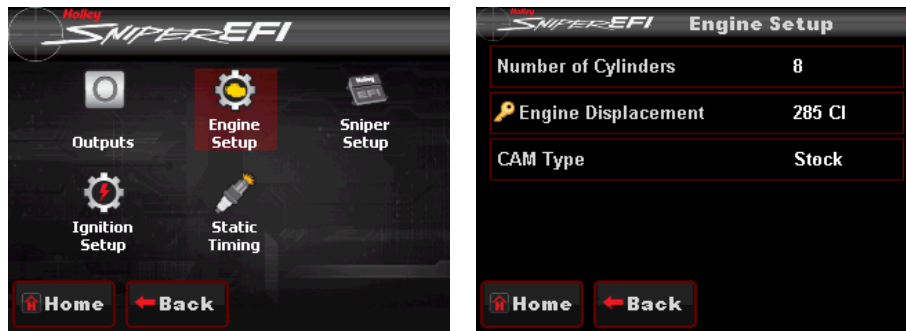 Holley
SNIPER EFI
Outputs
Engine
Setup
Sniper
Setup
Ignition
Setup
Static
Timing
Home
Back
Holley
SNIPER EFI
Engine Setup
Number of Cylinders 8
Engine Displacement 285 CI
CAM Type Stock
Home
Back